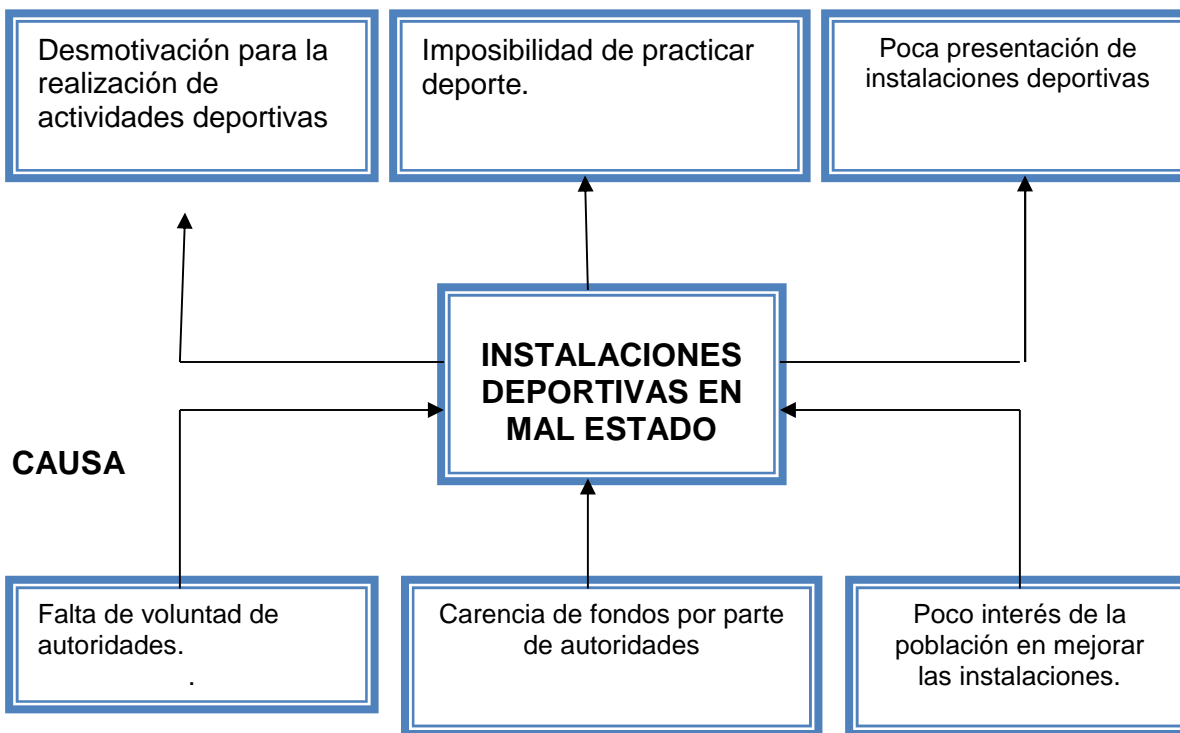 Desmotivación para la
realización de
actividades deportivas
Imposibilidad de practicar
deporte.
Poca presentación de
instalaciones deportivas
INSTALACIONES
DEPORTIVAS EN
MAL ESTADO
CAUSA
Falta de voluntad de
autoridades.
.
Carencia de fondos por parte
de autoridades
Poco interés de la
población en mejorar
las instalaciones.